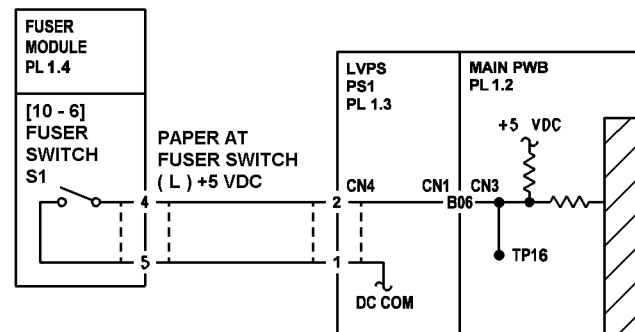 FUSER
MODULE
PL 1.4
[10 - 6]
FUSER
SWITCH
S1
PAPER AT
FUSER SWITCH
( L ) +5 VDC
4
5
LVPS
PS1
PL 1.3
2 CN4
1
DC COM
CN1 CN3
B06
MAIN PWB
PL 1.2
+5 VDC
TP16